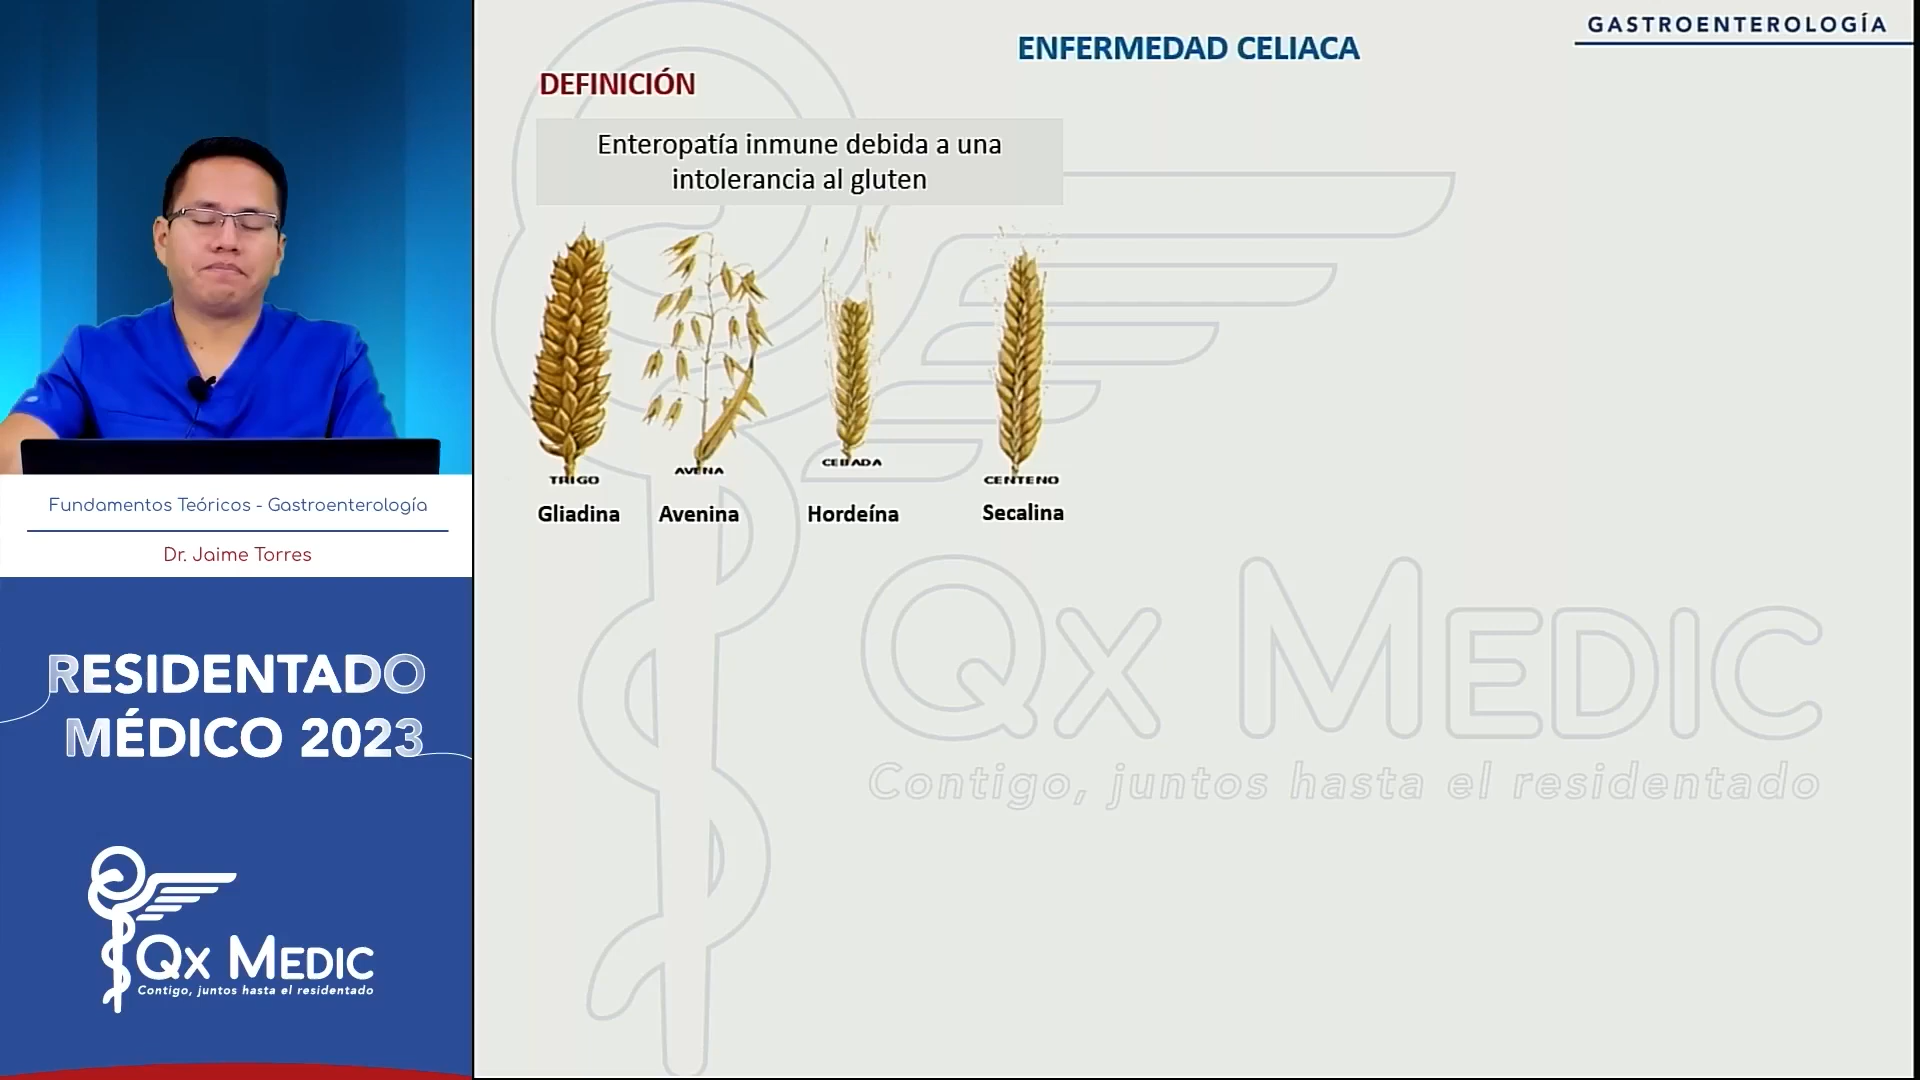 GASTROENTEROLOGÍA
ENFERMEDAD CELIACA
DEFINICIÓN
Enteropatía inmune debida a una
intolerancia al gluten
TRIGO
AVENA
CEBADA
CENTENO
Gliadina
Avenina
Hordeína
Secalina
Fundamentos Teóricos - Gastroenterología
Dr. Jaime Torres
RESIDENTADO
MÉDICO 2023
QX MEDIC
Contigo, juntos hasta el residentado
QX MEDIC
Contigo, juntos hasta el residentado